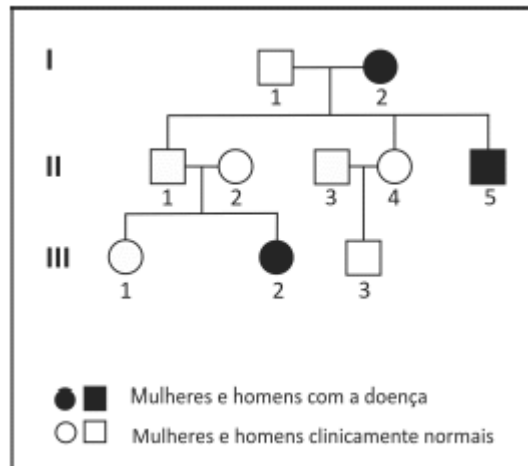 I
1 2
II
1 2 3 4 5
III
1 2 3
Mulheres e homens com a doença
Mulheres e homens clinicamente normais